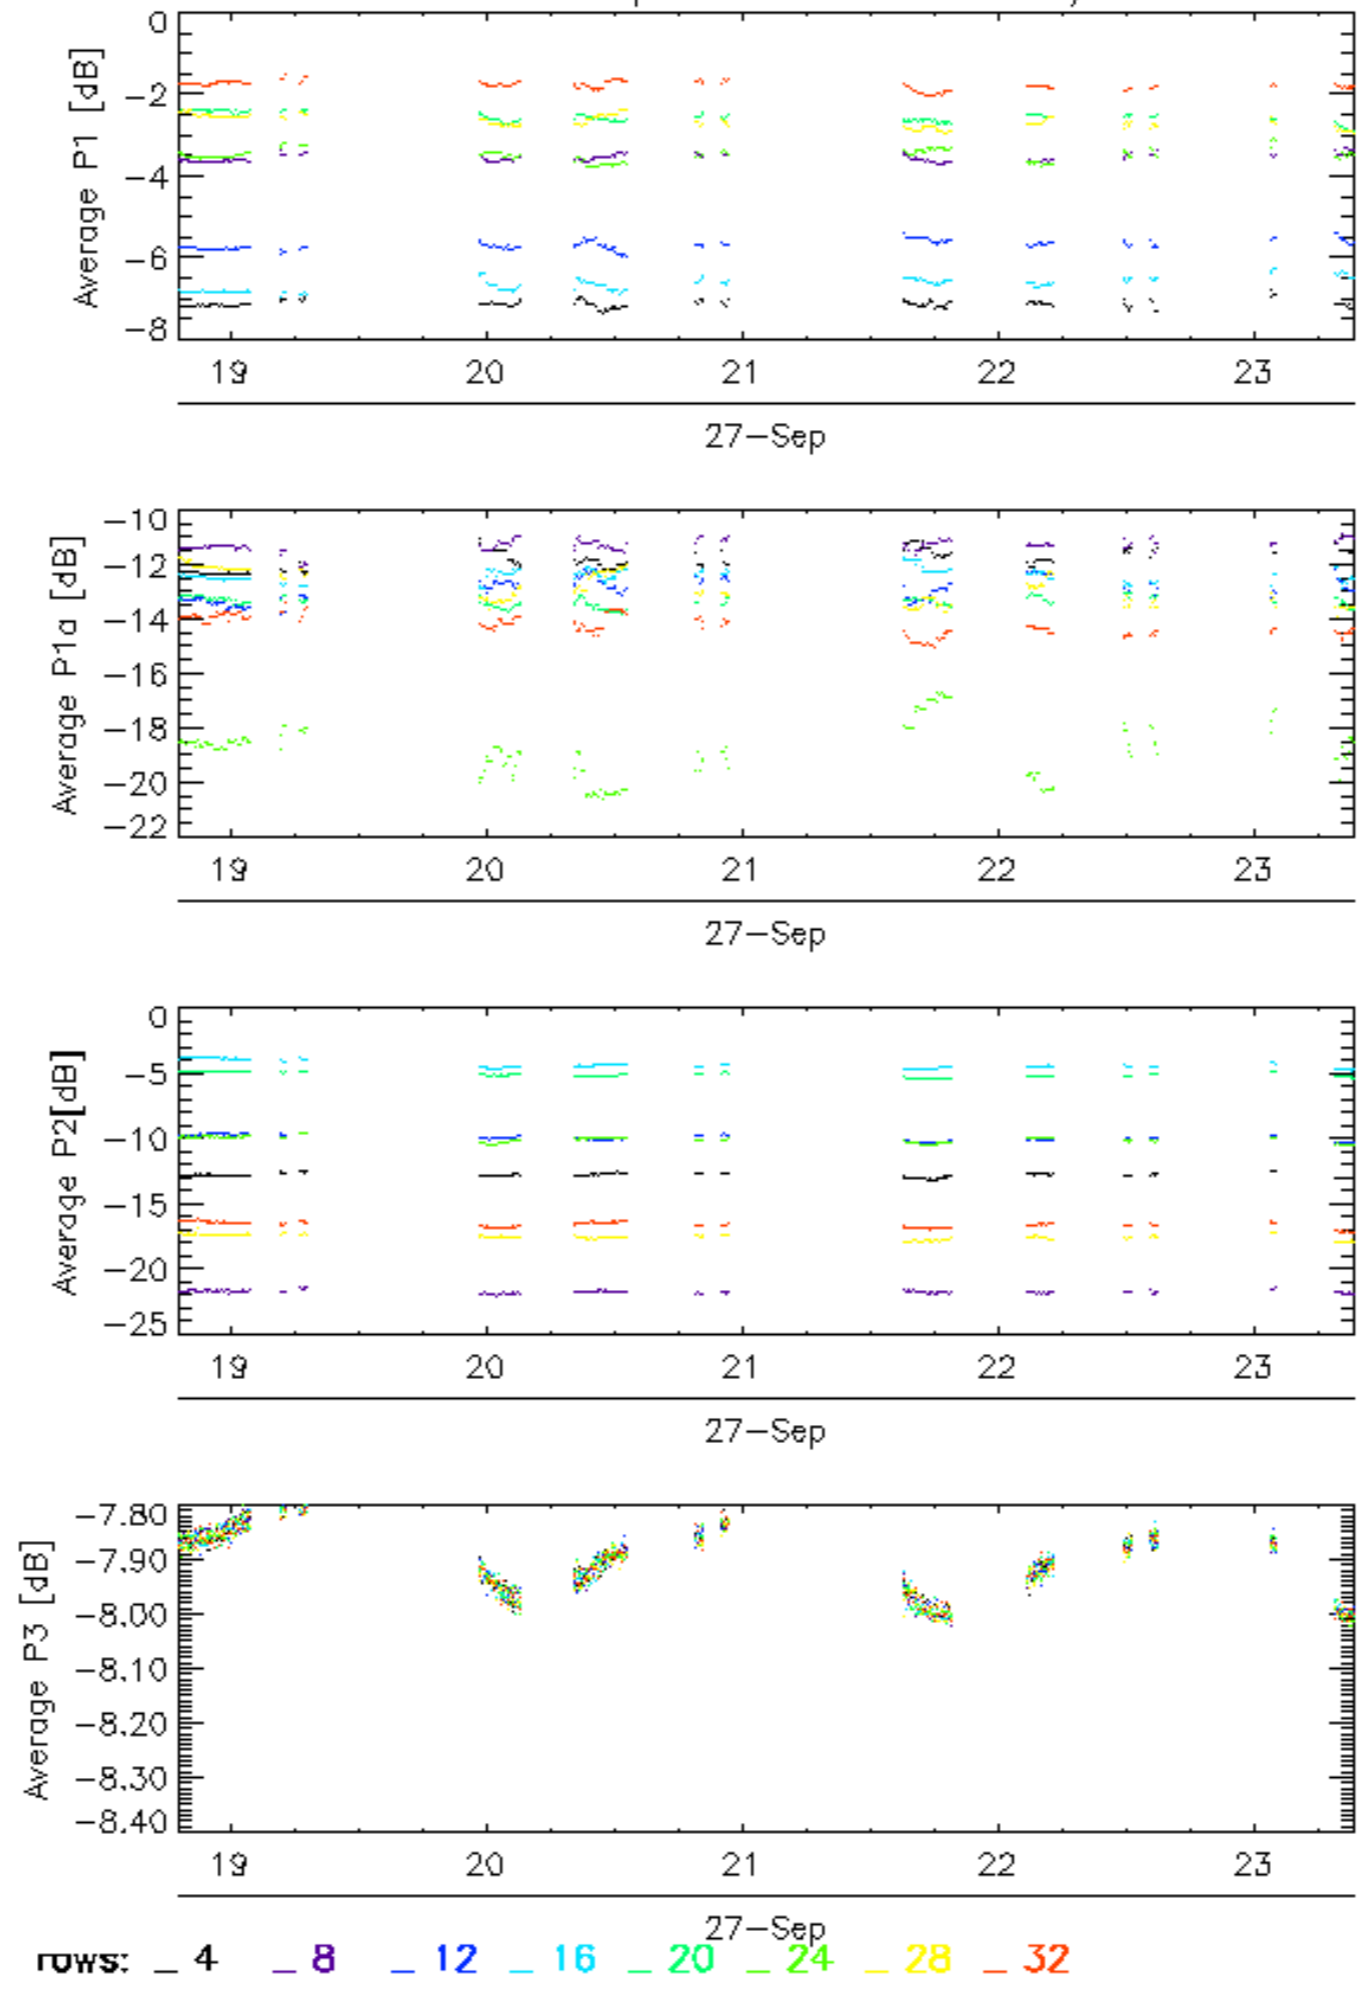 0
-2
-4
-6
-8
Average P1 [dB]
19 20 21 22 23
27-Sep
-10
-12
-14
-16
-18
-20
-22
Average P1a [dB]
19 20 21 22 23
27-Sep
0
-5
-10
-15
-20
-25
Average P2[dB]
19 20 21 22 23
27-Sep
-7.80
-7.90
-8.00
-8.10
-8.20
-8.30
-8.40
Average P3 [dB]
19 20 21 22 23
27-Sep
rows: _ 4 _ 8 _ 12 _ 16 _ 20 _ 24 _ 28 _ 32